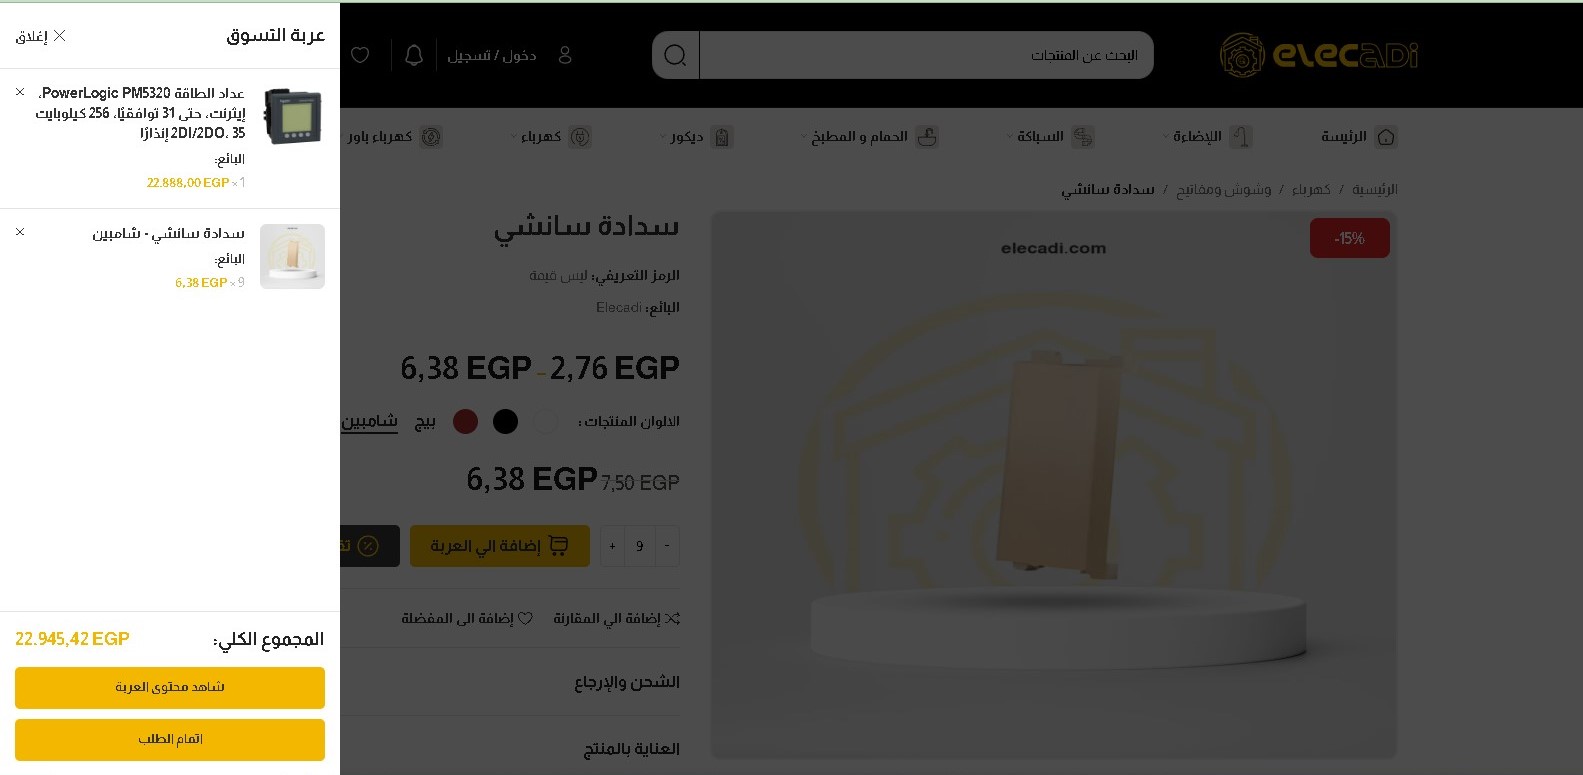 عربة التسوق
إغلاق
عداد الطاقة PowerLogic PM5320،
إيثرنت، حتى 31 توافقيًا، 256 كيلوبايت
2DI/2DO، 35 إنذارًا
البائع:
1 × 22.888,00 EGP
سدادة سانشي - شامبين
البائع:
9 × 6,38 EGP
المجموع الكلي: 22.945,42 EGP
شاهد محتوى العربة
اتمام الطلب
elecadi
البحث عن المنتجات
دخول / تسجيل
الرئيسة
اللإضاءة
السباكة
الحمام و المطبخ
ديكور
كهرباء
كهرباء باور
الرئيسية / كهرباء / وشوش ومفاتيح / سدادة سانشي
-15%
elecadi.com
سدادة سانشي
الرمز التعريفي: ليس قيمة
البائع: Elecadi
2,76 EGP – 6,38 EGP
الالوان المنتجات :
بيج
شامبين
7,50 EGP 6,38 EGP
- 9 +
إضافة الي العربة
إضافة الي المقارنة
إضافة الى المفضلة
الشحن والإرجاع
العناية بالمنتج